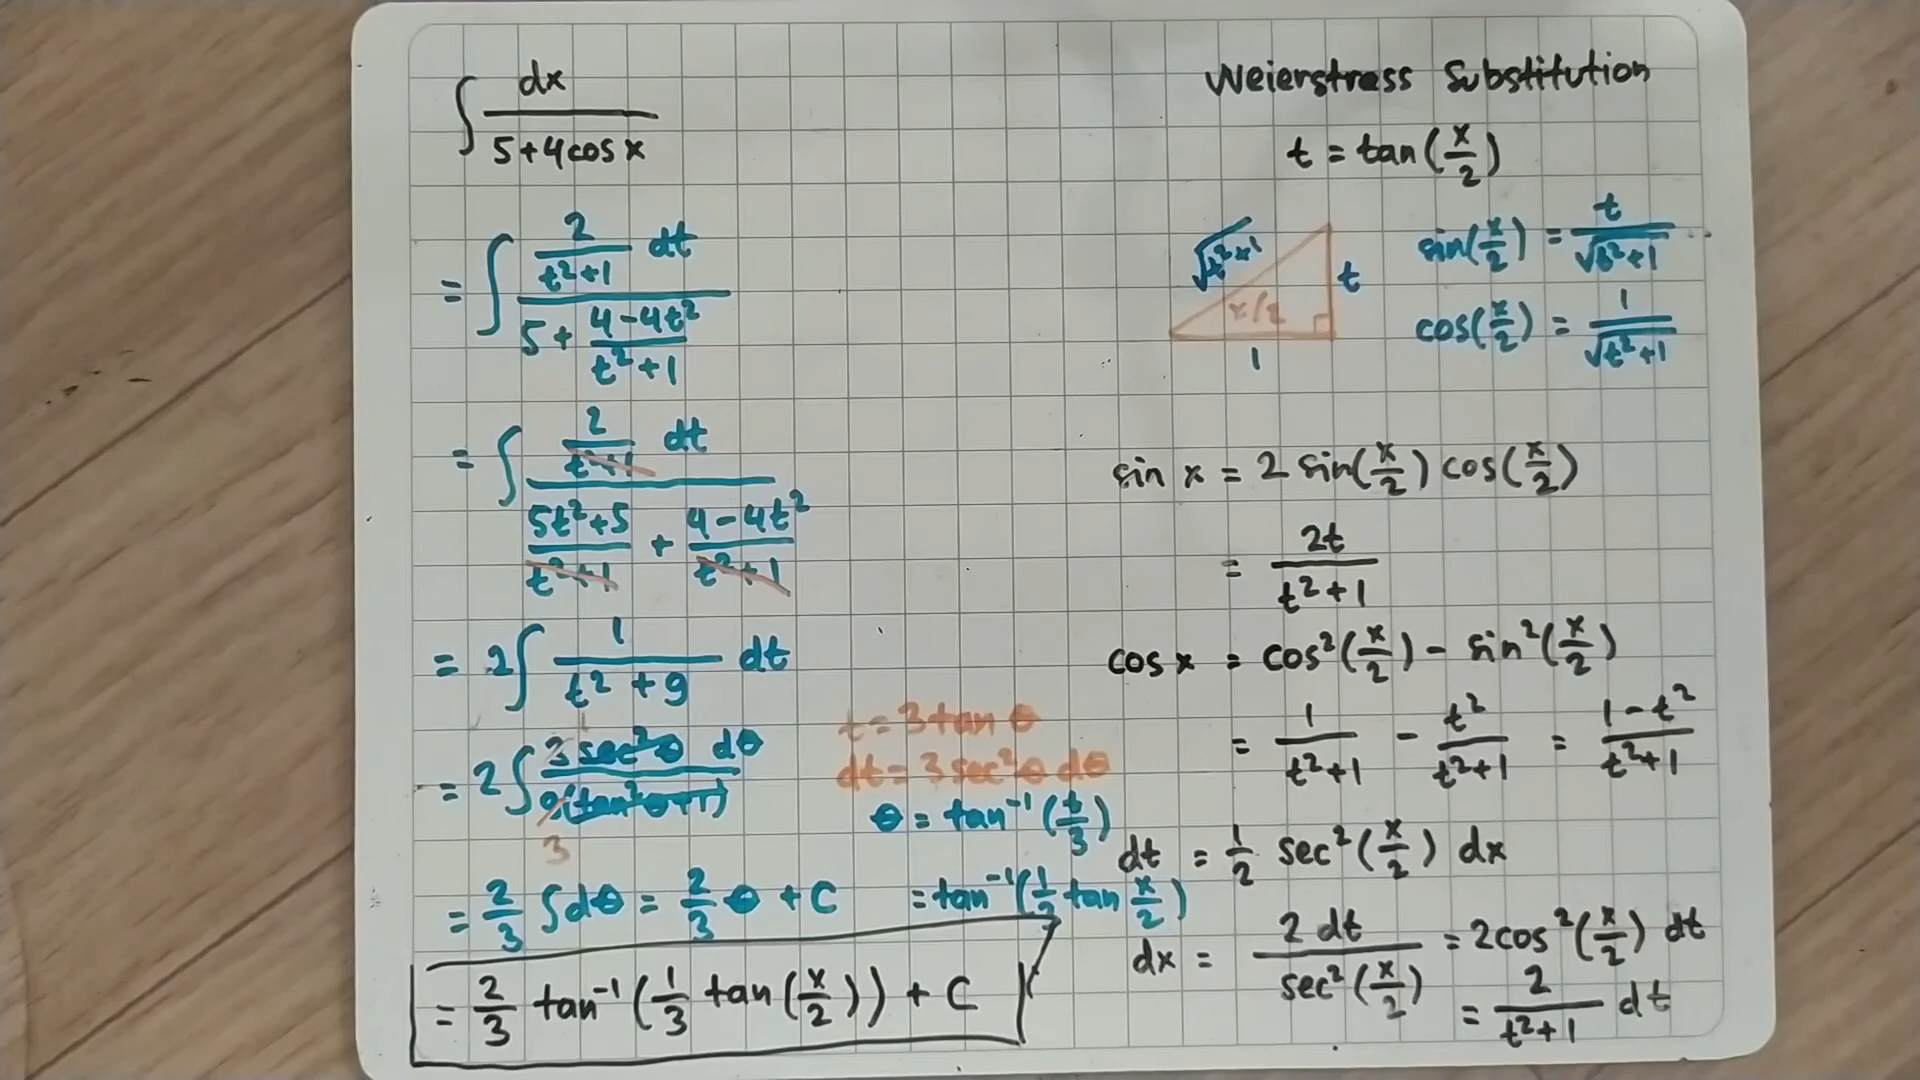 ∫ dx / (5+4cos x)
= ∫ (2/(t²+1) dt) / (5 + (4-4t²)/(t²+1))
= ∫ (2/(t²+1) dt) / ((5t²+5)/(t²+1) + (4-4t²)/(t²+1))
= 2∫ 1/(t²+9) dt
= 2∫ 3sec²θ dθ / 9(tan²θ+1)
1
3
t = 3tan θ
dt = 3sec²θ dθ
θ = tan⁻¹(t/3)
= 2/3 ∫dθ = 2/3 θ + C
= tan⁻¹(1/3 tan x/2)
= 2/3 tan⁻¹(1/3 tan(x/2)) + C
Weierstrass Substitution
t = tan(x/2)
√t²+1
x/2
t
1
sin(x/2) = t/√t²+1
cos(x/2) = 1/√t²+1
sin x = 2 sin(x/2) cos(x/2)
= 2t/(t²+1)
cos x = cos²(x/2) - sin²(x/2)
= 1/(t²+1) - t²/(t²+1) = (1-t²)/(t²+1)
dt = 1/2 sec²(x/2) dx
dx = 2 dt / sec²(x/2) = 2cos²(x/2) dt
= 2/(t²+1) dt